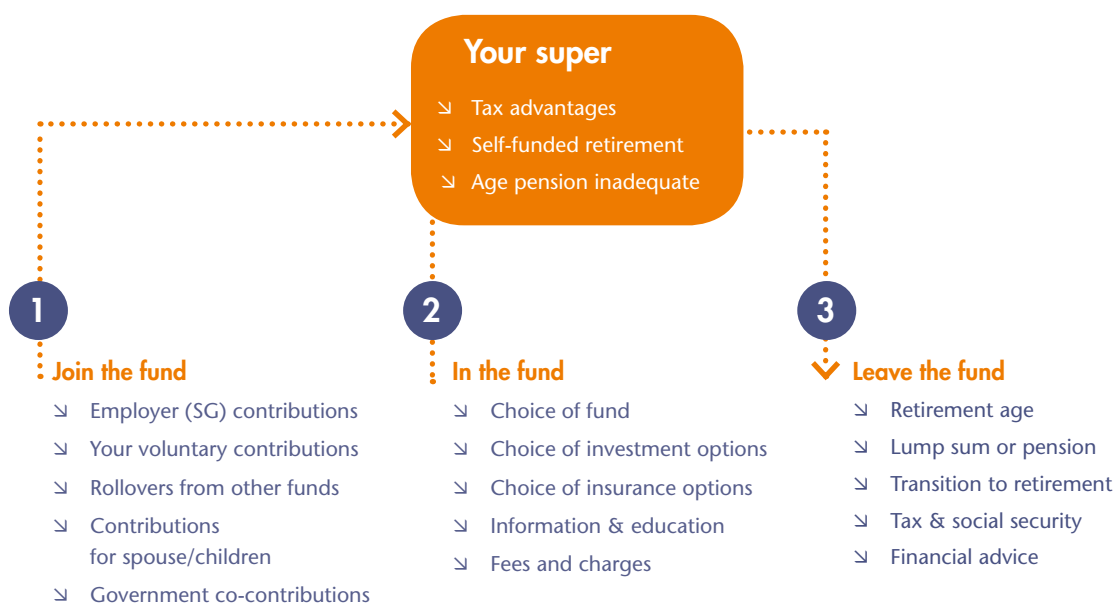 Your super
Tax advantages
Self-funded retirement
Age pension inadequate
1
Join the fund
Employer (SG) contributions
Your voluntary contributions
Rollovers from other funds
Contributions
for spouse/children
Government co-contributions
2
In the fund
Choice of fund
Choice of investment options
Choice of insurance options
Information & education
Fees and charges
3
Leave the fund
Retirement age
Lump sum or pension
Transition to retirement
Tax & social security
Financial advice